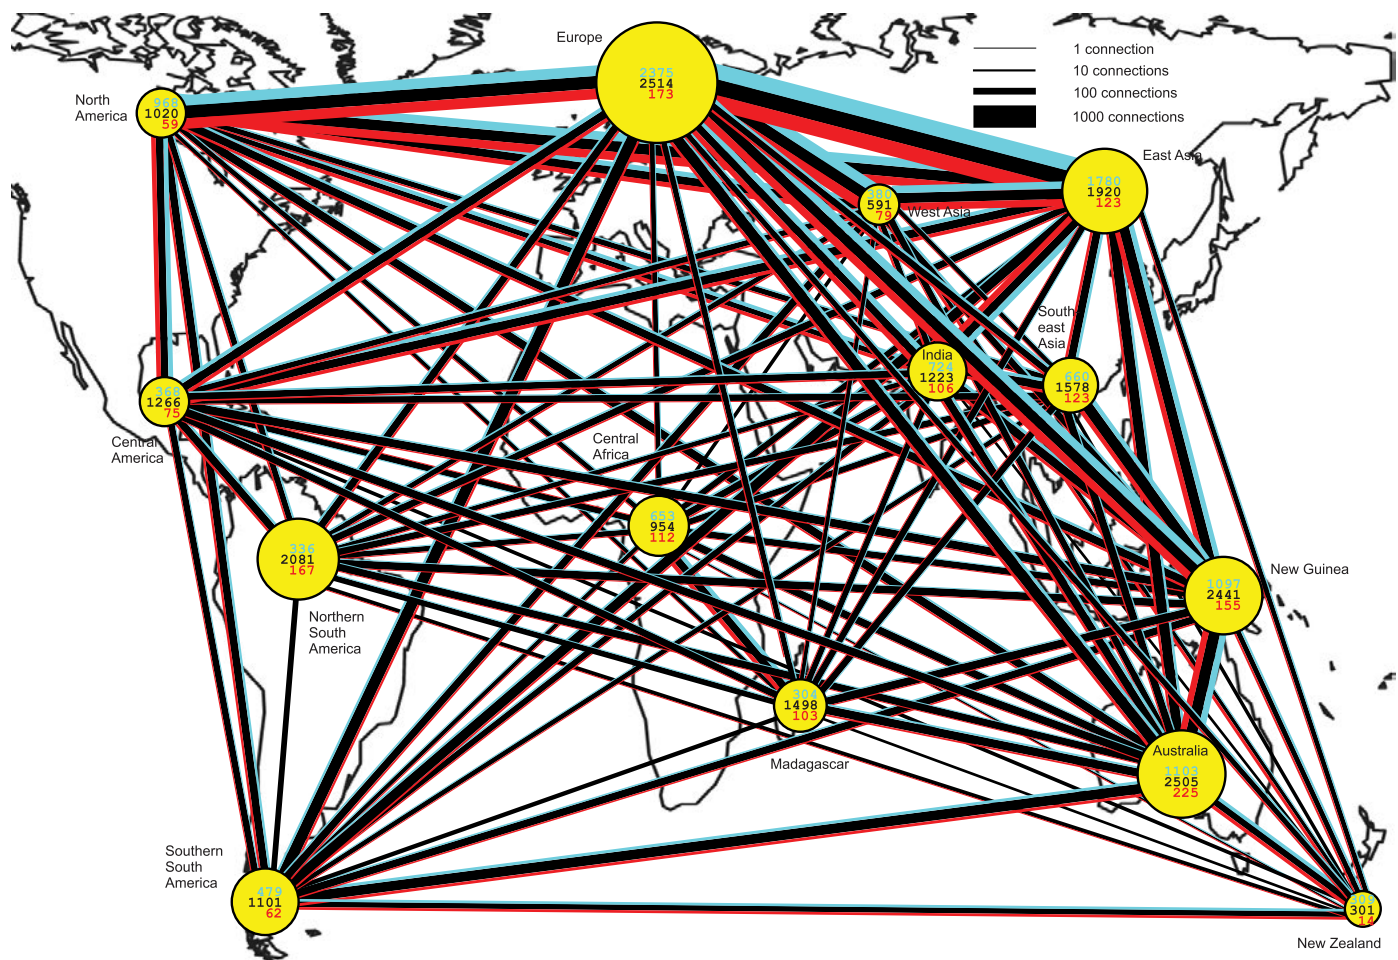 Europe
2375
2514
173
1 connection
10 connections
100 connections
1000 connections
North
America
968
1020
59
East Asia
1780
1920
123
380
591
79
West Asia
South
east
Asia
660
1578
123
India
724
1223
106
368
1266
75
Central
America
Central
Africa
653
954
112
336
2081
167
Northern
South
America
1097
2441
155
New Guinea
304
1498
103
Madagascar
Australia
1103
2505
225
Southern
South
America
479
1101
62
301
14
New Zealand